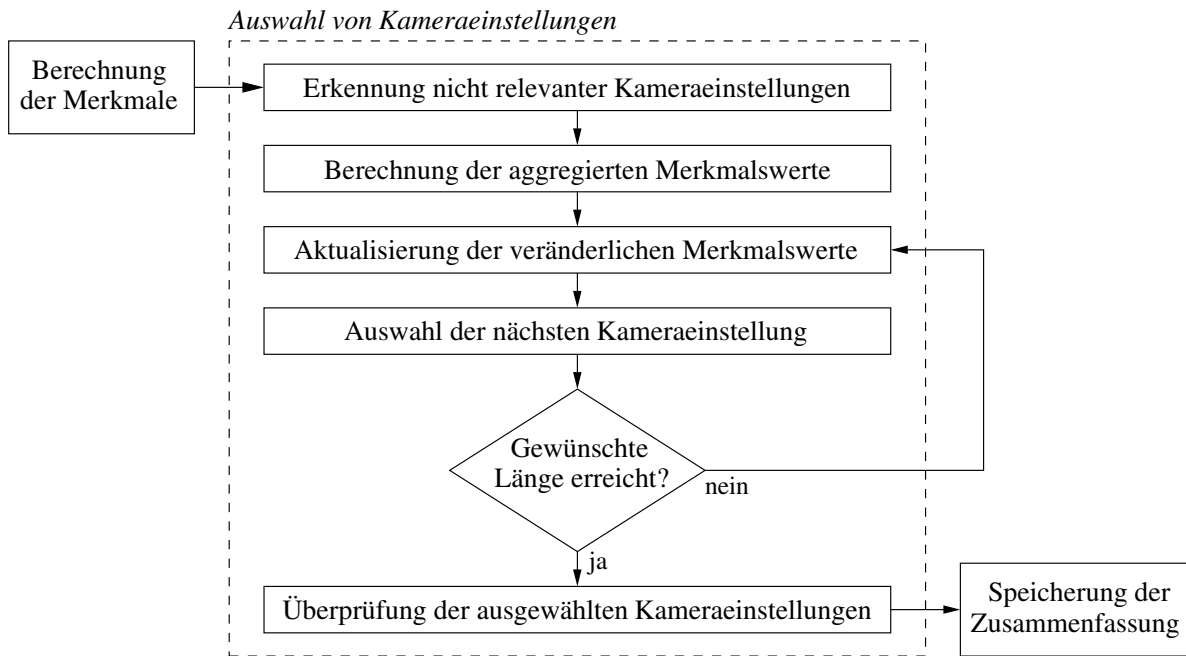 Auswahl von Kameraeinstellungen
Berechnung
der Merkmale
Erkennung nicht relevanter Kameraeinstellungen
Berechnung der aggregierten Merkmalswerte
Aktualisierung der veränderlichen Merkmalswerte
Auswahl der nächsten Kameraeinstellung
Gewünschte
Länge erreicht?
nein
ja
Überprüfung der ausgewählten Kameraeinstellungen
Speicherung der
Zusammenfassung